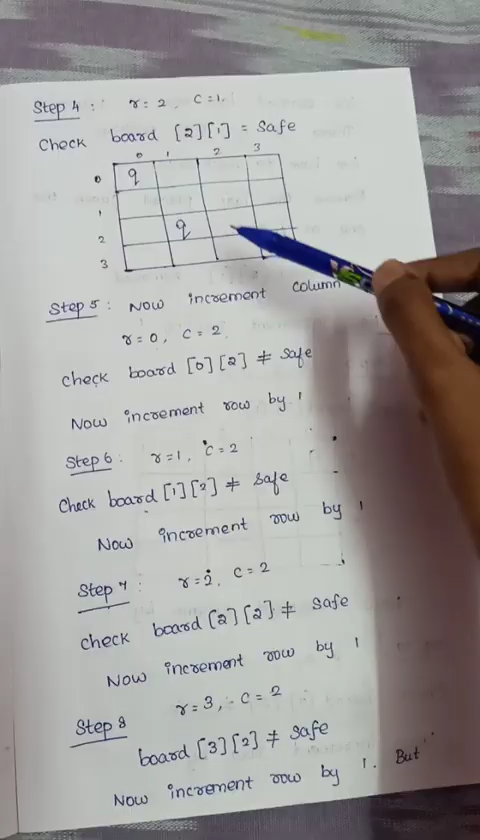 Step 4 : r = 2, c = 1.
Check board [2][1] = Safe
0 1 2 3
0 q
1
2 q
3
Step 5 : Now increment column
r = 0, c = 2.
Check board [0][2] ≠ Safe
Now increment row by 1
Step 6 : r = 1, c = 2
Check board [1][2] ≠ Safe
Now increment row by 1
Step 7 : r = 2, c = 2
Check board [2][2] ≠ Safe
Now increment row by 1
Step 8 r = 3, c = 2
board [3][2] ≠ Safe
Now increment row by 1. But